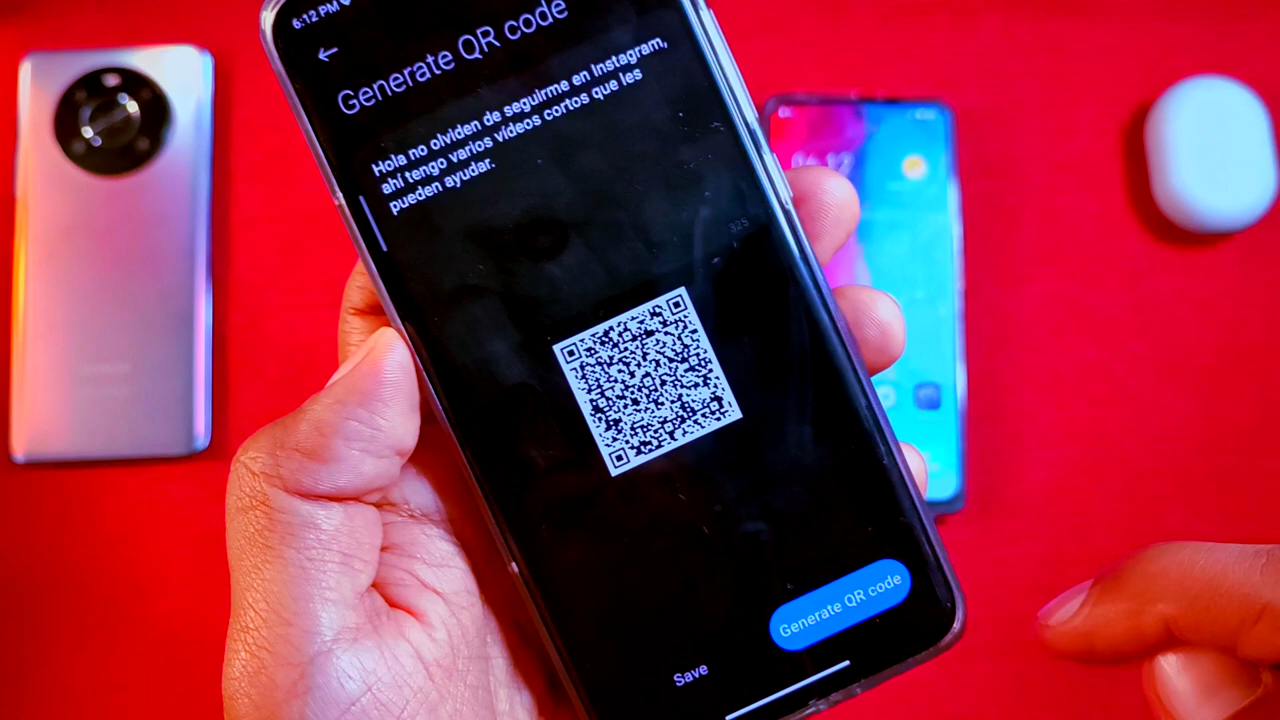 6:12 PM
Generate QR code
Hola no olviden de seguirme en Instagram,
ahí tengo varios vídeos cortos que les
pueden ayudar.
325
Generate QR code
Save